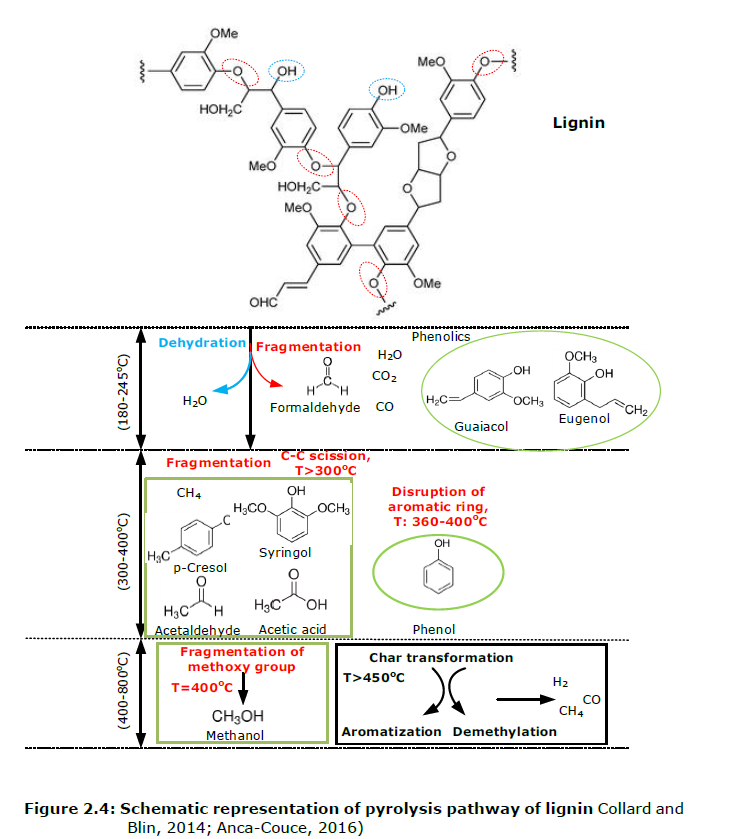 OMe
O
OH
HOH₂C
MeO
O
OH
OMe
HOH₂C
O
MeO
OHC
MeO
O
O
O
O
OMe
Lignin
(180-245°C)
Dehydration
H₂O
Fragmentation
O
H H
Formaldehyde
H₂O
CO₂
CO
Phenolics
OH
H₂C
OCH₃
Guaiacol
OCH₃
OH
CH₂
Eugenol
(300-400°C)
Fragmentation
C-C scission,
T>300°C
CH₄
C
H₃C
p-Cresol
OH
H₃CO
OCH₃
Syringol
O
H₃C H
Acetaldehyde
O
H₃C OH
Acetic acid
Disruption of
aromatic ring,
T: 360-400°C
OH
Phenol
(400-800°C)
Fragmentation of
methoxy group
T=400°C
CH₃OH
Methanol
Char transformation
T>450°C
Aromatization Demethylation
H₂
CO
CH₄
Figure 2.4: Schematic representation of pyrolysis pathway of lignin Collard and
Blin, 2014; Anca-Couce, 2016)